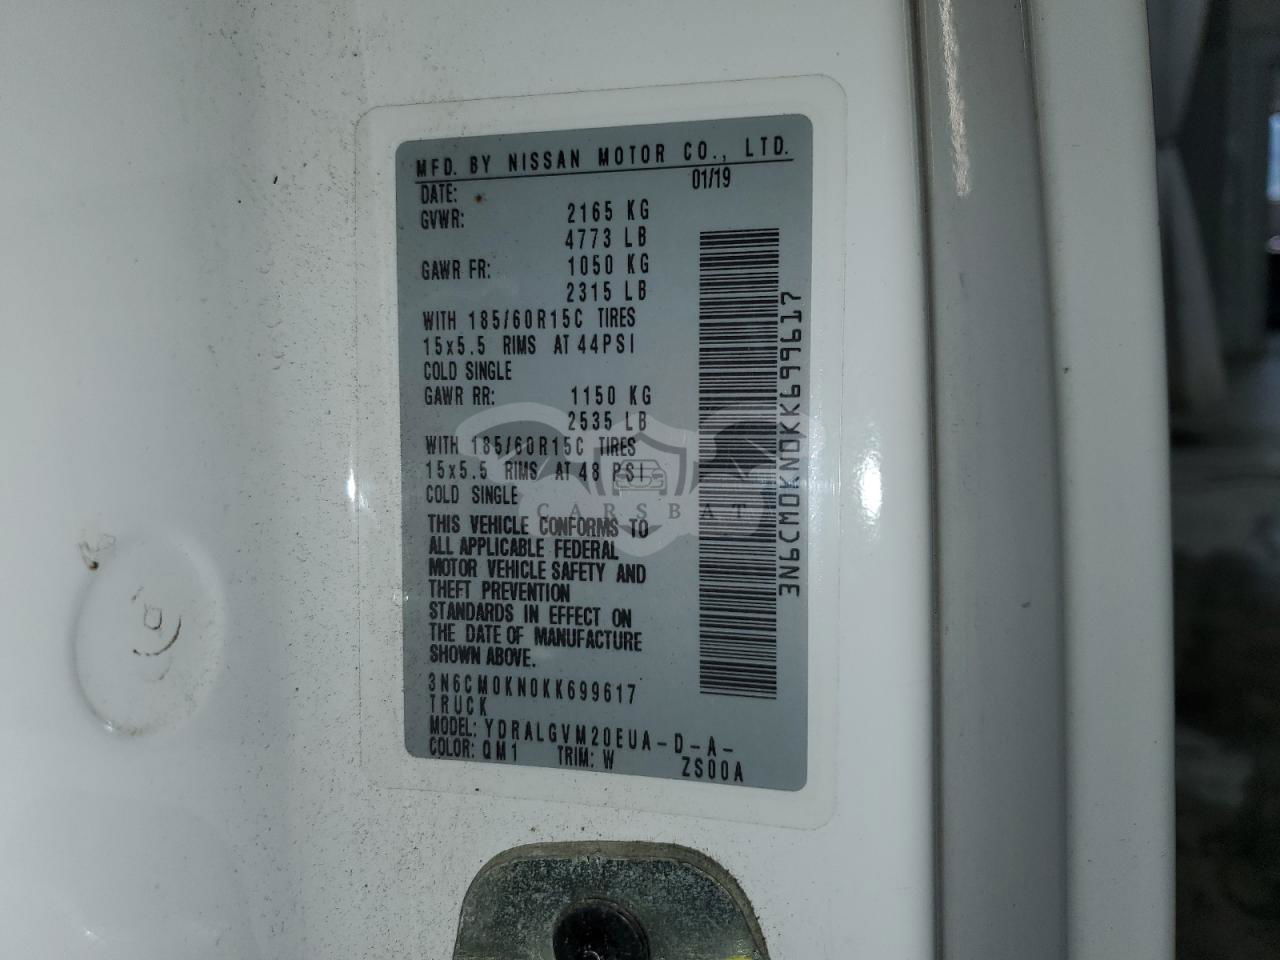 MFD. BY NISSAN MOTOR CO., LTD.
DATE: 01/19
GVWR: 2165 KG
4773 LB
GAWR FR: 1050 KG
2315 LB
WITH 185/60R15C TIRES
15x5.5 RIMS AT 44PSI
COLD SINGLE
GAWR RR: 1150 KG
2535 LB
WITH 185/60R15C TIRES
15x5.5 RIMS AT 48 PSI
COLD SINGLE
THIS VEHICLE CONFORMS TO
ALL APPLICABLE FEDERAL
MOTOR VEHICLE SAFETY AND
THEFT PREVENTION
STANDARDS IN EFFECT ON
THE DATE OF MANUFACTURE
SHOWN ABOVE.
3N6CM0KN0KK699617
TRUCK
MODEL: YDRALGVM20EUA-D-A-
COLOR: QM1 TRIM: W ZS00A
3N6CM0KN0KK699617
CARSBAT